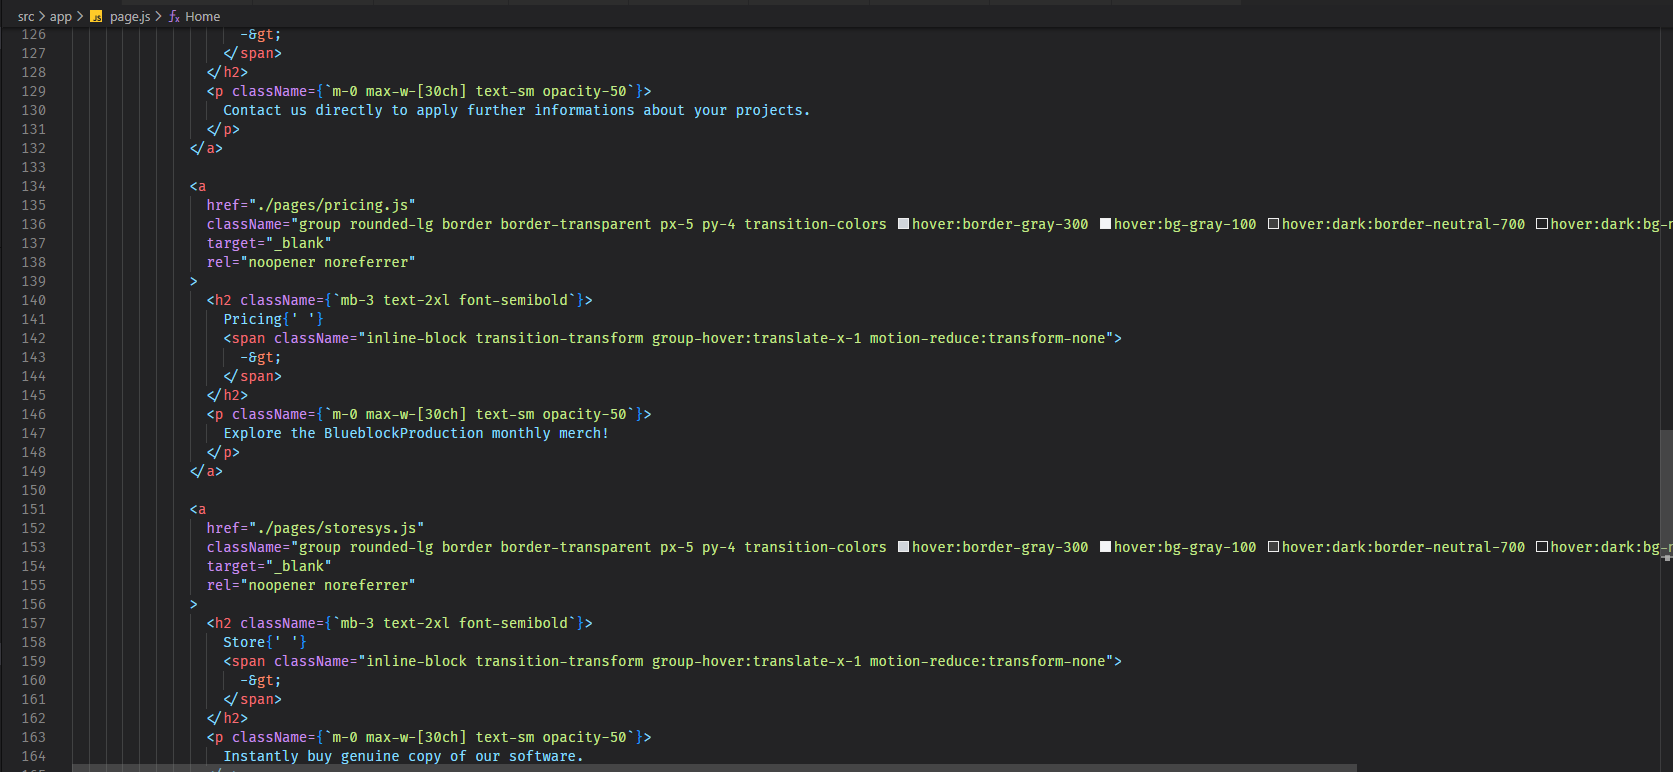 src > app > JS page.js > Home
126 -&gt;
127 </span>
128 </h2>
129 <p className={`m-0 max-w-[30ch] text-sm opacity-50`}>
130 Contact us directly to apply further informations about your projects.
131 </p>
132 </a>
133
134 <a
135 href="./pages/pricing.js"
136 className="group rounded-lg border border-transparent px-5 py-4 transition-colors hover:border-gray-300 hover:bg-gray-100 hover:dark:border-neutral-700 hover:dark:bg-
137 target="_blank"
138 rel="noopener noreferrer"
139 >
140 <h2 className={`mb-3 text-2xl font-semibold`}>
141 Pricing{' '}
142 <span className="inline-block transition-transform group-hover:translate-x-1 motion-reduce:transform-none">
143 -&gt;
144 </span>
145 </h2>
146 <p className={`m-0 max-w-[30ch] text-sm opacity-50`}>
147 Explore the BlueblockProduction monthly merch!
148 </p>
149 </a>
150
151 <a
152 href="./pages/storesys.js"
153 className="group rounded-lg border border-transparent px-5 py-4 transition-colors hover:border-gray-300 hover:bg-gray-100 hover:dark:border-neutral-700 hover:dark:bg-
154 target="_blank"
155 rel="noopener noreferrer"
156 >
157 <h2 className={`mb-3 text-2xl font-semibold`}>
158 Store{' '}
159 <span className="inline-block transition-transform group-hover:translate-x-1 motion-reduce:transform-none">
160 -&gt;
161 </span>
162 </h2>
163 <p className={`m-0 max-w-[30ch] text-sm opacity-50`}>
164 Instantly buy genuine copy of our software.